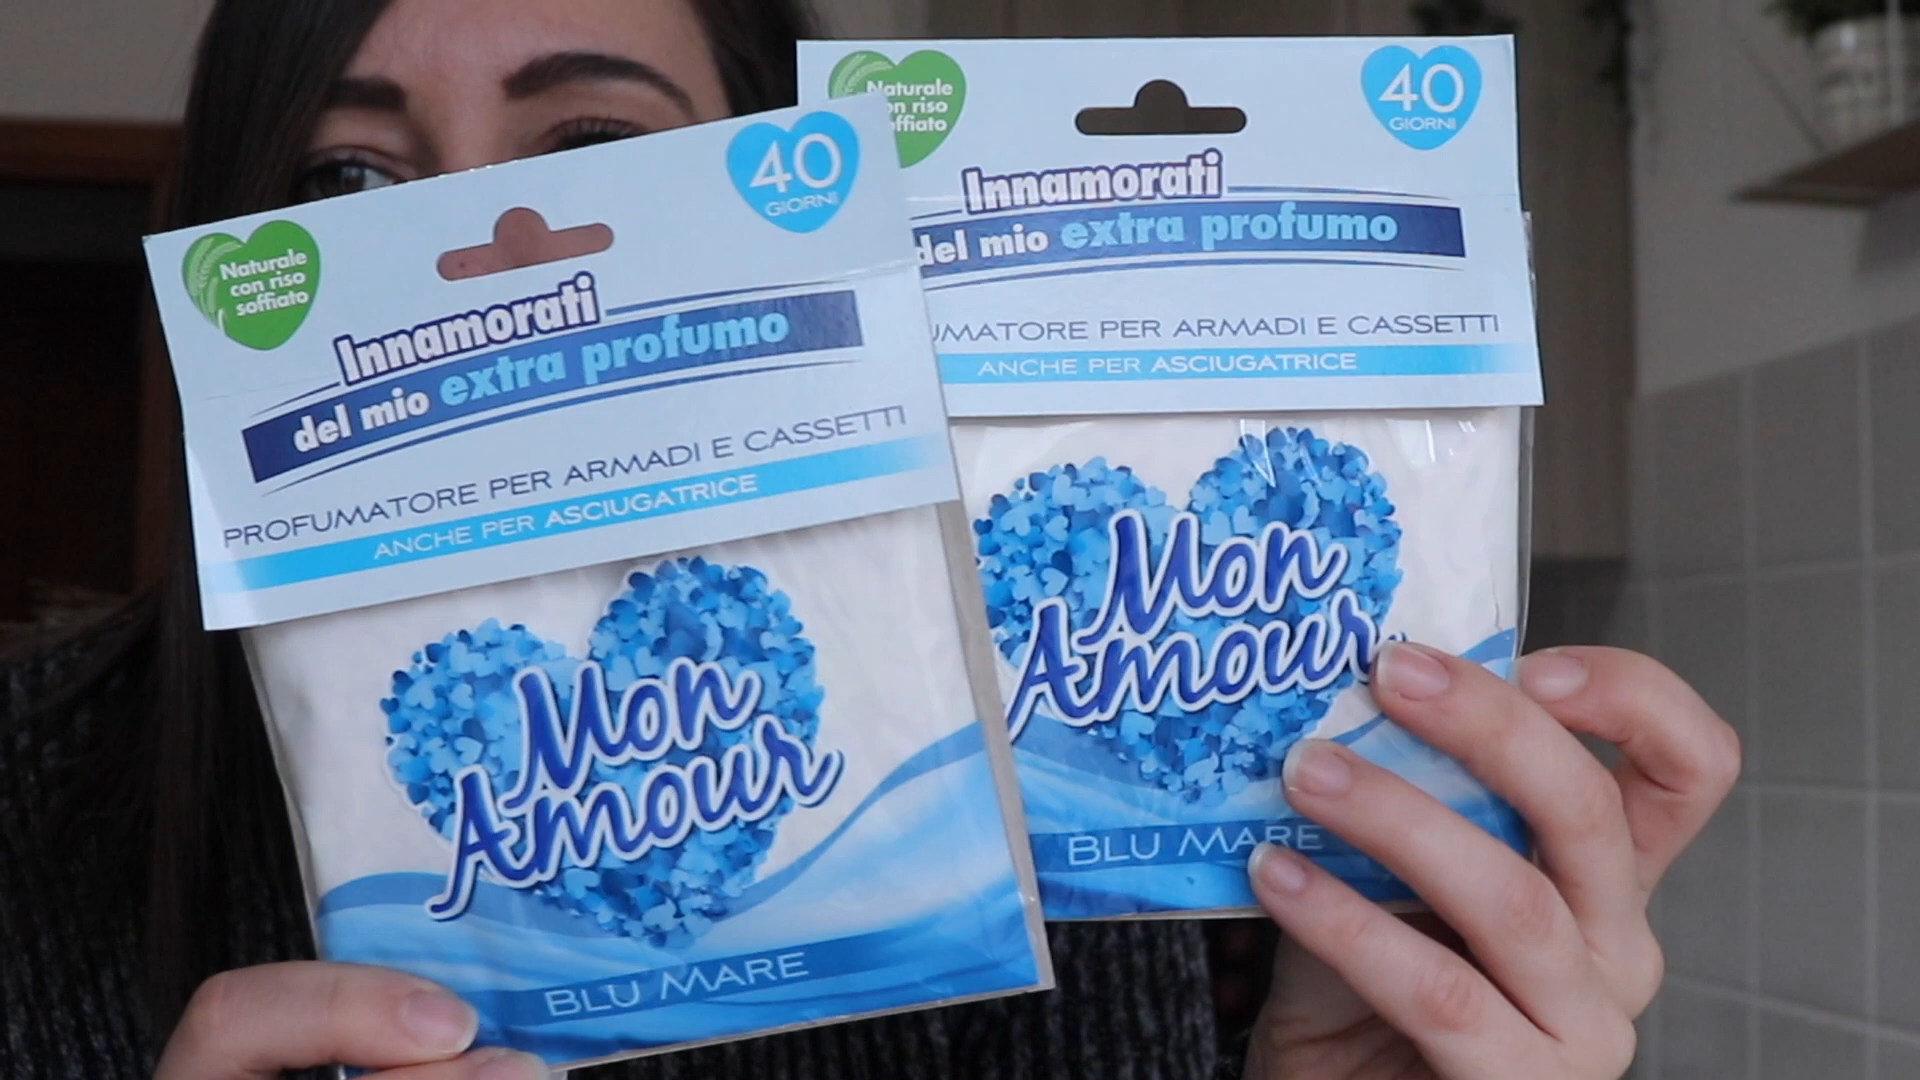 Naturale
con riso
soffiato
40
GIORNI
Innamorati
del mio extra profumo
PROFUMATORE PER ARMADI E CASSETTI
ANCHE PER ASCIUGATRICE
Mon
Amour
BLU MARE
Naturale
on riso
offiato
40
GIORNI
Innamorati
del mio extra profumo
UMATORE PER ARMADI E CASSETTI
ANCHE PER ASCIUGATRICE
Mon
Amour
BLU MARE